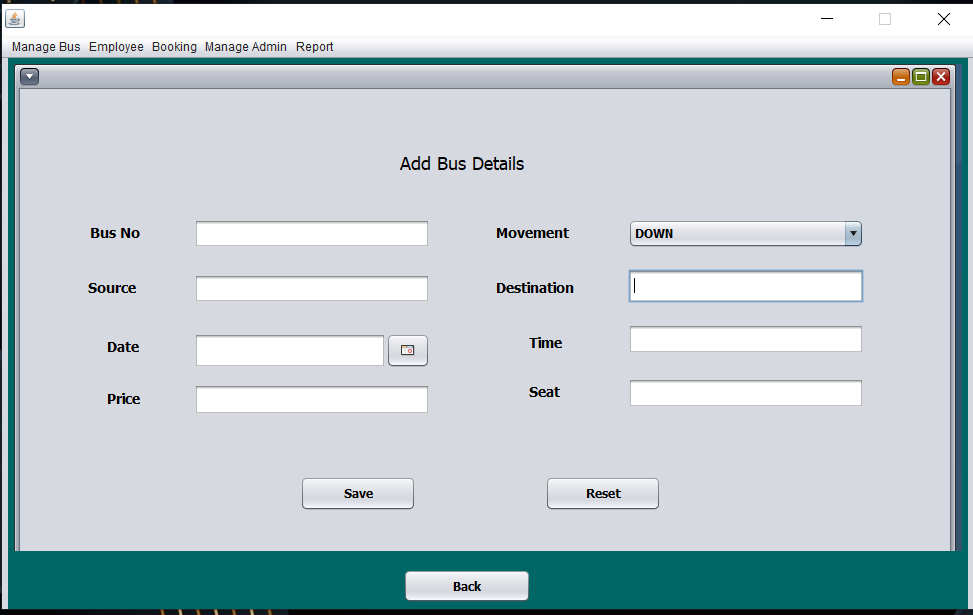 Manage Bus Employee Booking Manage Admin Report
Add Bus Details
Bus No Movement DOWN
Source Destination
Date Time
Price Seat
Save Reset
Back